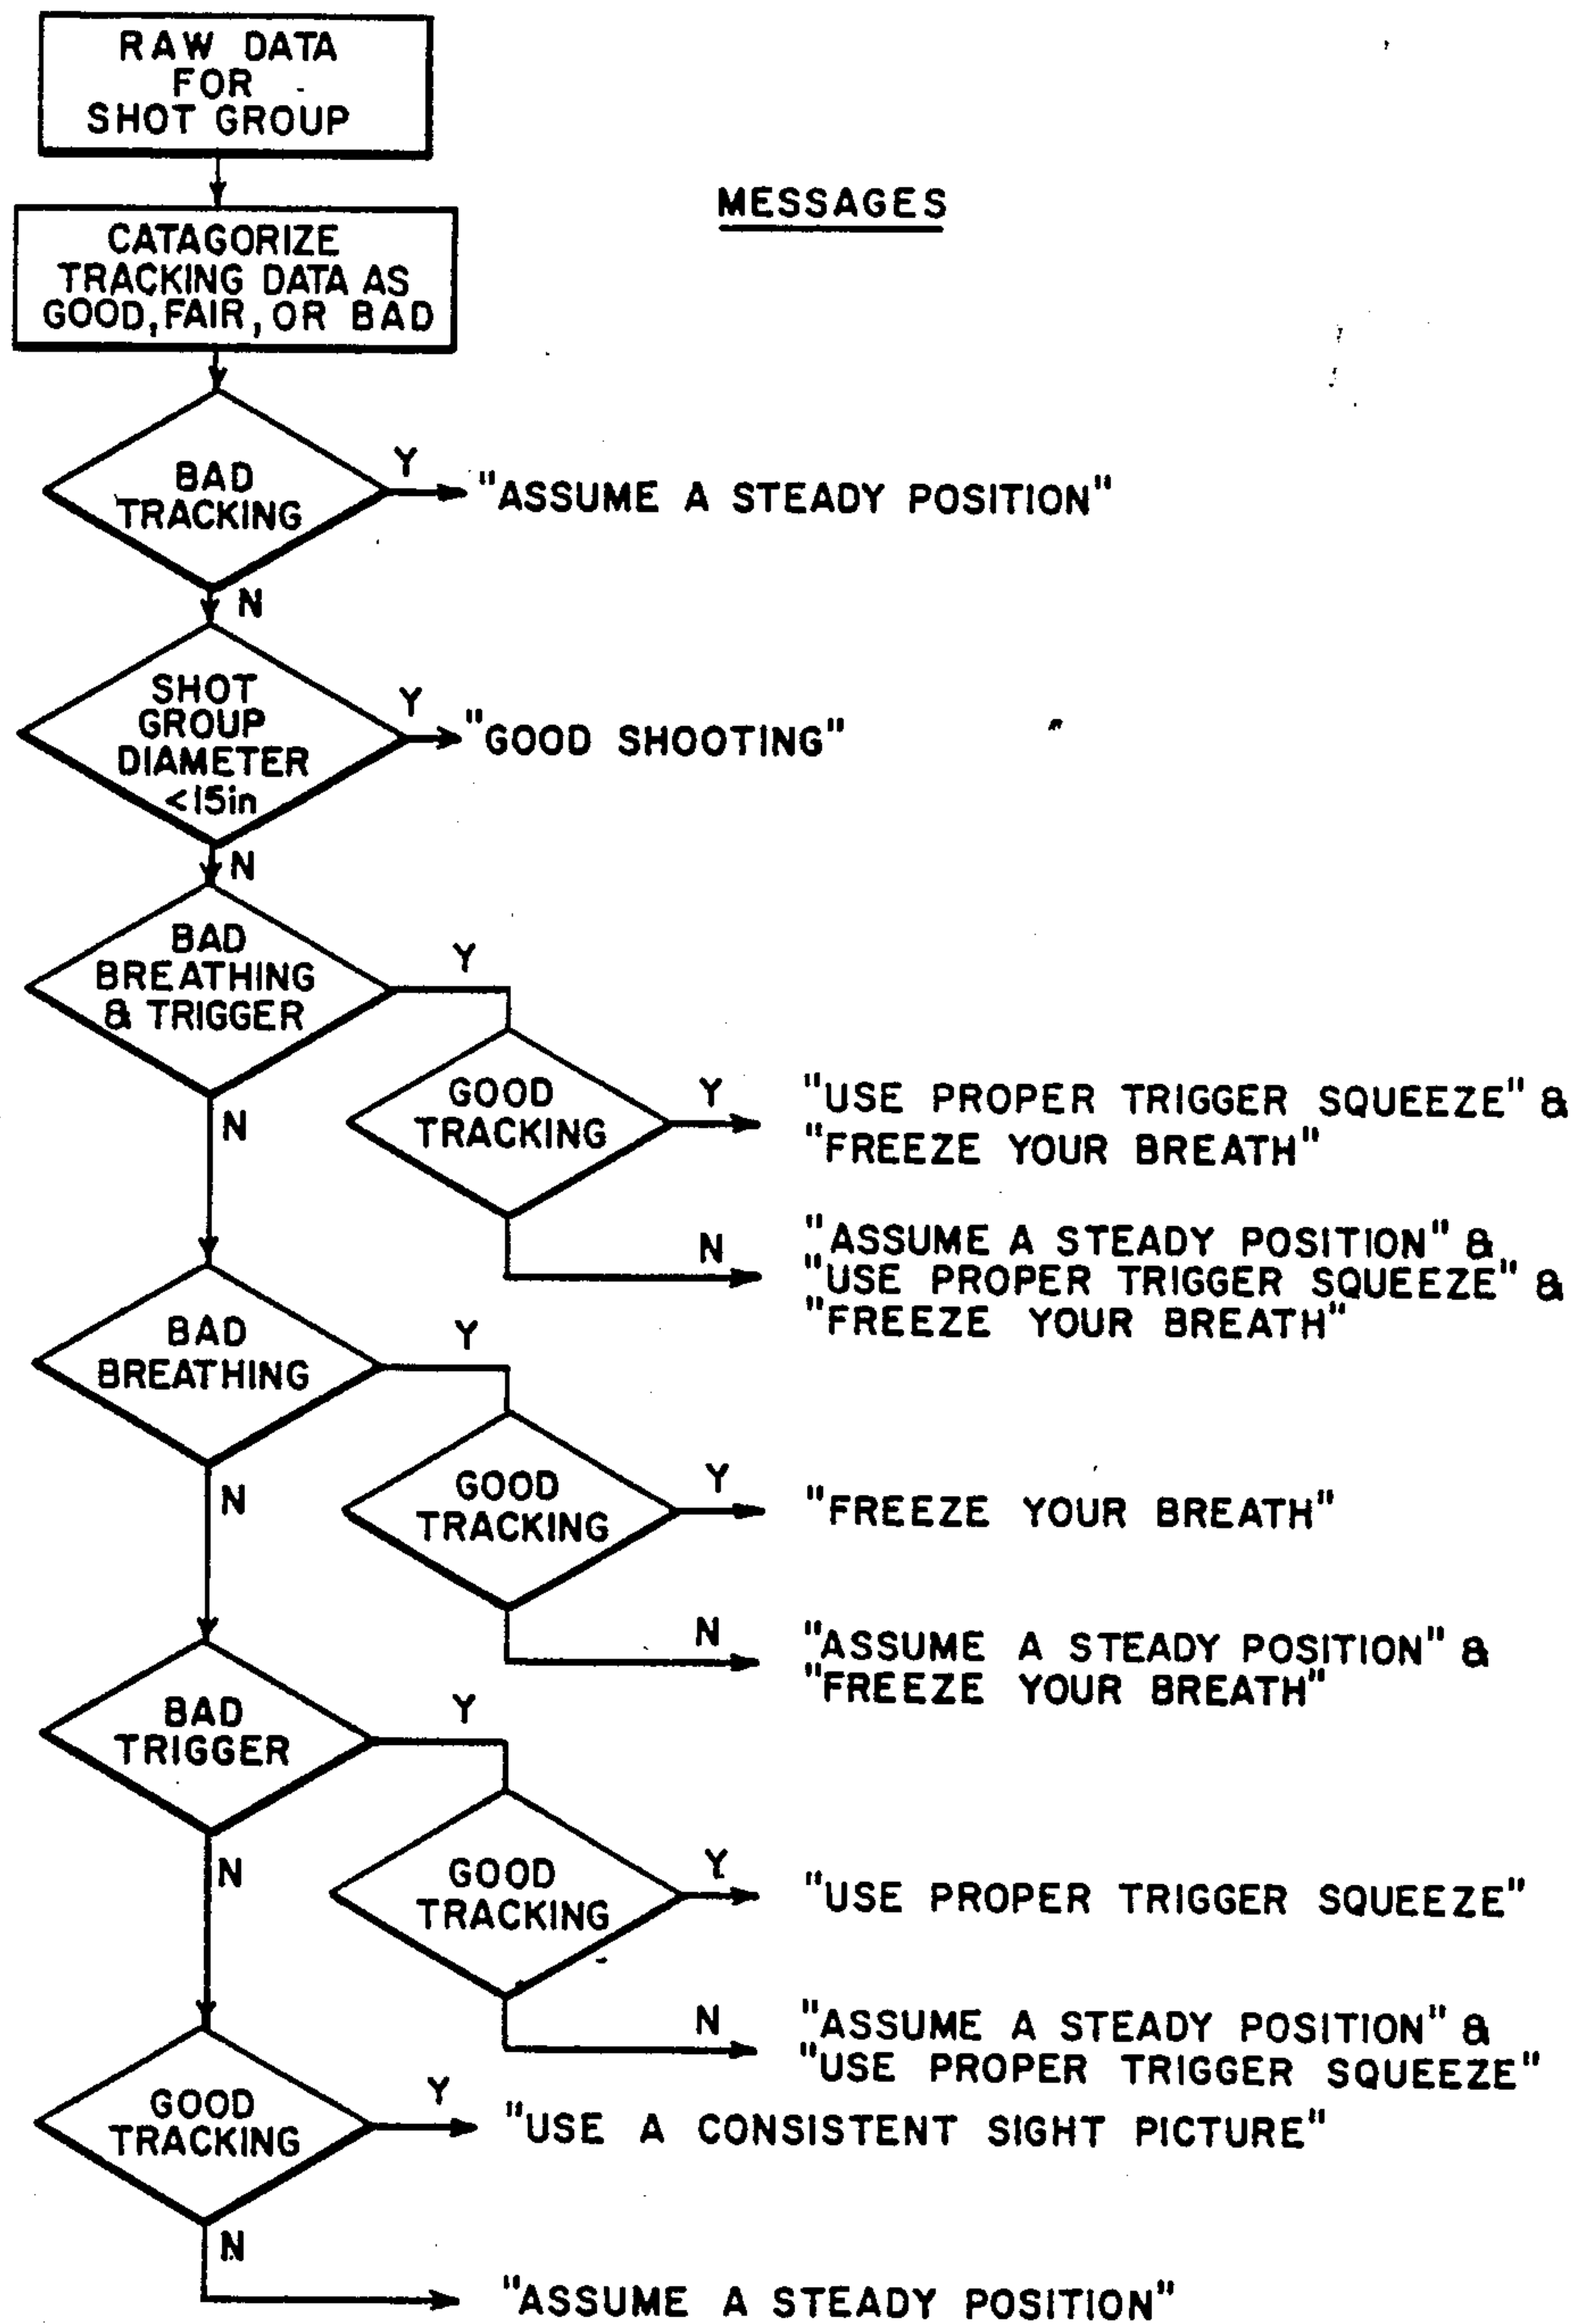 RAW DATA
FOR
SHOT GROUP
MESSAGES
CATAGORIZE
TRACKING DATA AS
GOOD, FAIR, OR BAD
BAD
TRACKING
Y
"ASSUME A STEADY POSITION"
N
SHOT
GROUP
DIAMETER
<15in
Y
"GOOD SHOOTING"
N
BAD
BREATHING
& TRIGGER
Y
N
GOOD
TRACKING
Y
"USE PROPER TRIGGER SQUEEZE" &
"FREEZE YOUR BREATH"
N
"ASSUME A STEADY POSITION" &
"USE PROPER TRIGGER SQUEEZE" &
"FREEZE YOUR BREATH"
BAD
BREATHING
Y
N
GOOD
TRACKING
Y
"FREEZE YOUR BREATH"
N
"ASSUME A STEADY POSITION" &
"FREEZE YOUR BREATH"
BAD
TRIGGER
Y
N
GOOD
TRACKING
Y
"USE PROPER TRIGGER SQUEEZE"
N
"ASSUME A STEADY POSITION" &
"USE PROPER TRIGGER SQUEEZE"
GOOD
TRACKING
Y
"USE A CONSISTENT SIGHT PICTURE"
N
"ASSUME A STEADY POSITION"